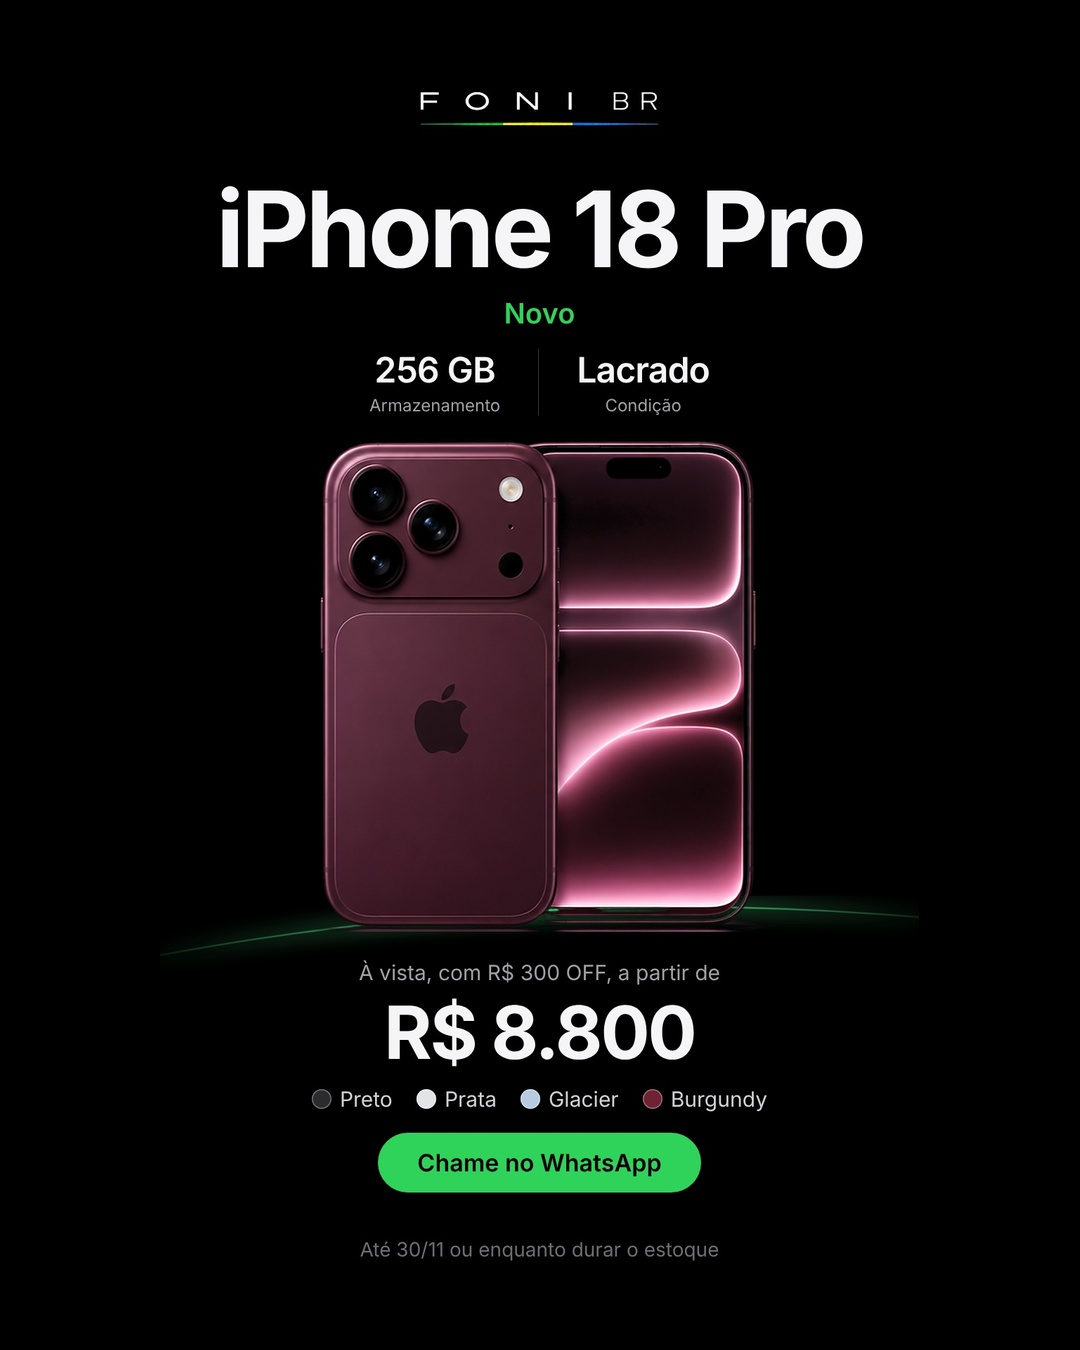 FONI BR
iPhone 18 Pro
Novo
256 GB
Armazenamento
Lacrado
Condição
À vista, com R$ 300 OFF, a partir de
R$ 8.800
Preto Prata Glacier Burgundy
Chame no WhatsApp
Até 30/11 ou enquanto durar o estoque